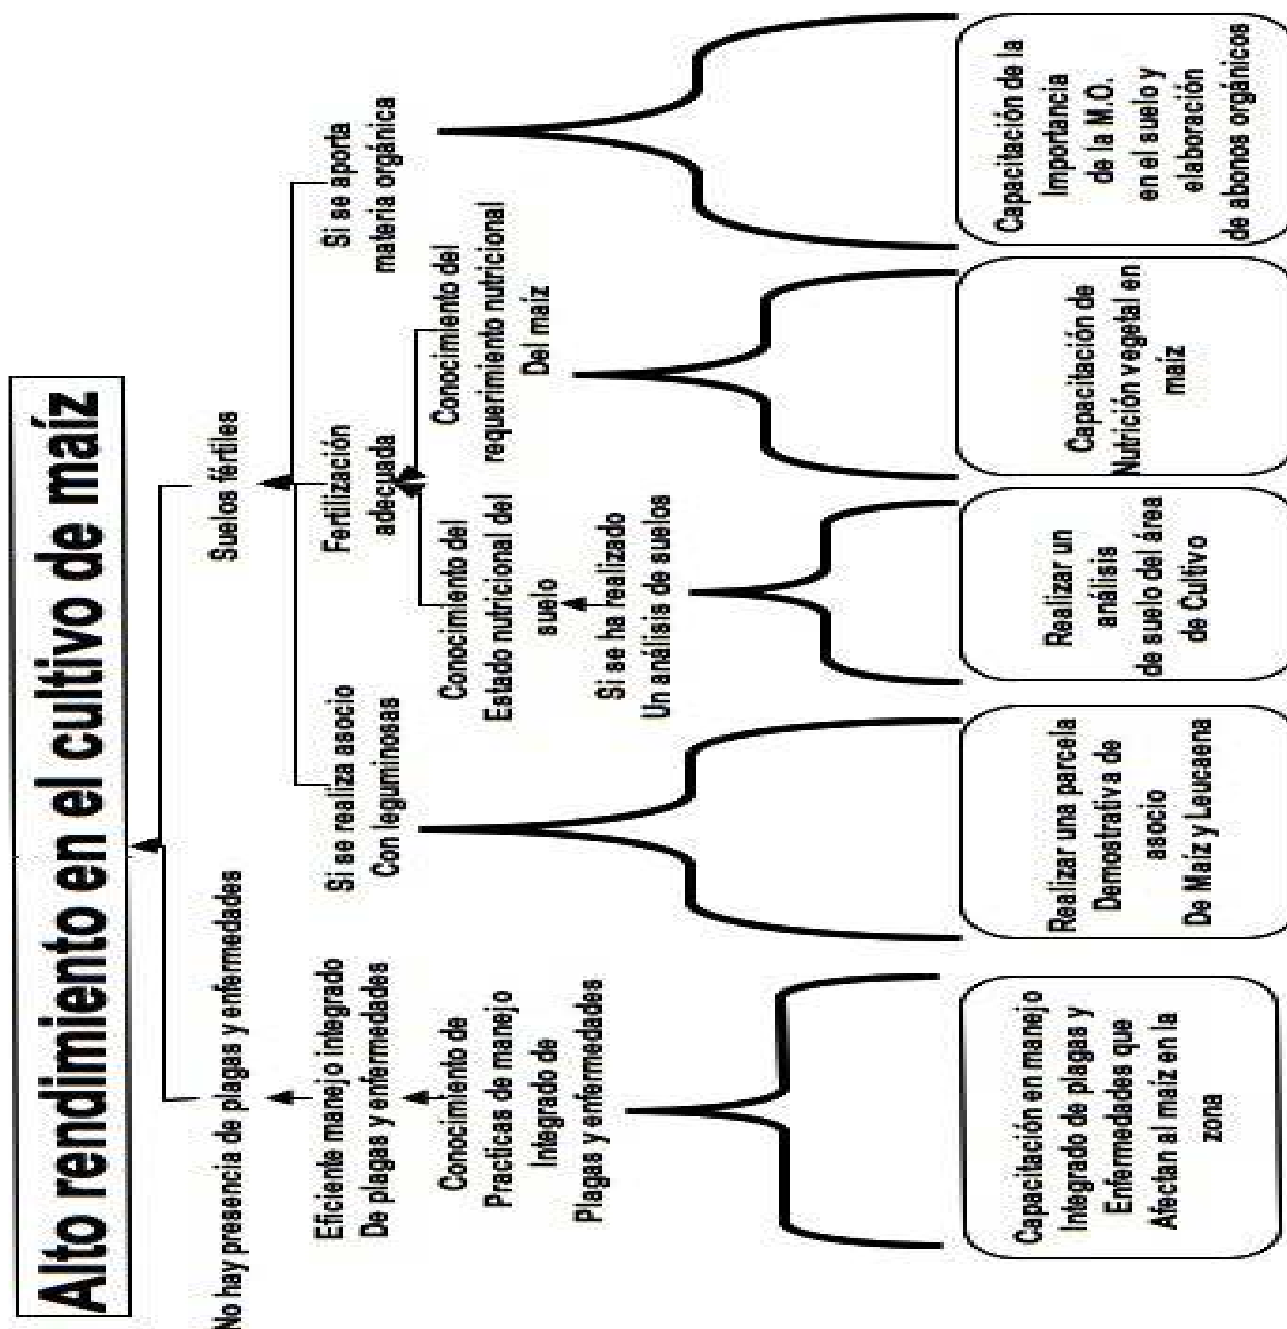 Alto rendimiento en el cultivo de maíz
No hay presencia de plagas y enfermedades
Suelos fértiles
Eficiente manejo integrado
De plagas y enfermedades
Si se realiza asocio
Con leguminosas
Fertilización
adecuada
Si se aporta
materia orgánica
Conocimiento de
Practicas de manejo
Integrado de
Plagas y enfermedades
Conocimiento del
Estado nutricional del
suelo
Conocimiento del
requerimiento nutricional
Del maíz
Si se ha realizado
Un análisis de suelos
Capacitación en manejo
Integrado de plagas y
Enfermedades que
Afectan al maíz en la
zona
Realizar una parcela
Demostrativa de
asocio
De Maíz y Leucaena
Realizar un
análisis
de suelo del área
de Cultivo
Capacitación de
Nutrición vegetal en
maíz
Capacitación de la
Importancia
de la M.O.
en el suelo y
elaboración
de abonos orgánicos